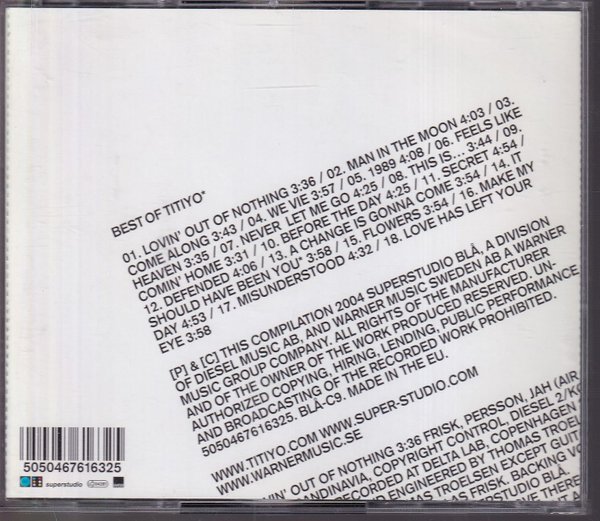 BEST OF TITIYO*
01. LOVIN' OUT OF NOTHING 3:36 / 02. MAN IN THE MOON 4:03 / 03.
COME ALONG 3:43 / 04. WE VIE 3:57 / 05. 1989 4:08 / 06. FEELS LIKE
HEAVEN 3:35 / 07. NEVER LET ME GO 4:25 / 08. THIS IS... 3:44 / 09.
COMIN' HOME 3:31 / 10. BEFORE THE DAY 4:25 / 11. SECRET 4:54 /
12. DEFENDED 4:06 / 13. A CHANGE IS GONNA COME 3:54 / 14. IT
SHOULD HAVE BEEN YOU* 3:58 / 15. FLOWERS 3:54 / 16. MAKE MY
DAY 4:53 / 17. MISUNDERSTOOD 4:32 / 18. LOVE HAS LEFT YOUR
EYE 3:58
[P] & [C] THIS COMPILATION 2004 SUPERSTUDIO BLÅ, A DIVISION
OF DIESEL MUSIC AB, AND WARNER MUSIC SWEDEN AB A WARNER
MUSIC GROUP COMPANY. ALL RIGHTS OF THE MANUFACTURER
AND OF THE OWNER OF THE WORK PRODUCED RESERVED. UN-
AUTHORIZED COPYING, HIRING, LENDING, PUBLIC PERFORMANCE
AND BROADCASTING OF THE RECORDED WORK PROHIBITED.
5050467616325. BLÅ-C9. MADE IN THE EU.
WWW.TITIYO.COM WWW.SUPER-STUDIO.COM
WWW.WARNERMUSIC.SE
OUT OF NOTHING 3:36 FRISK, PERSSON, JAH (AIR
ANDINAVIA, COPYRIGHT CONTROL, DIESEL 2/KO
RECORDED AT DELTA LAB, COPENHAGEN
D ENGINEERED BY THOMAS TROEL
TROELSEN EXCEPT GUIT
AS FRISK. BACKING VO
ERSTUDIO BLÅ.
VE THERE
5050467616325
superstudio